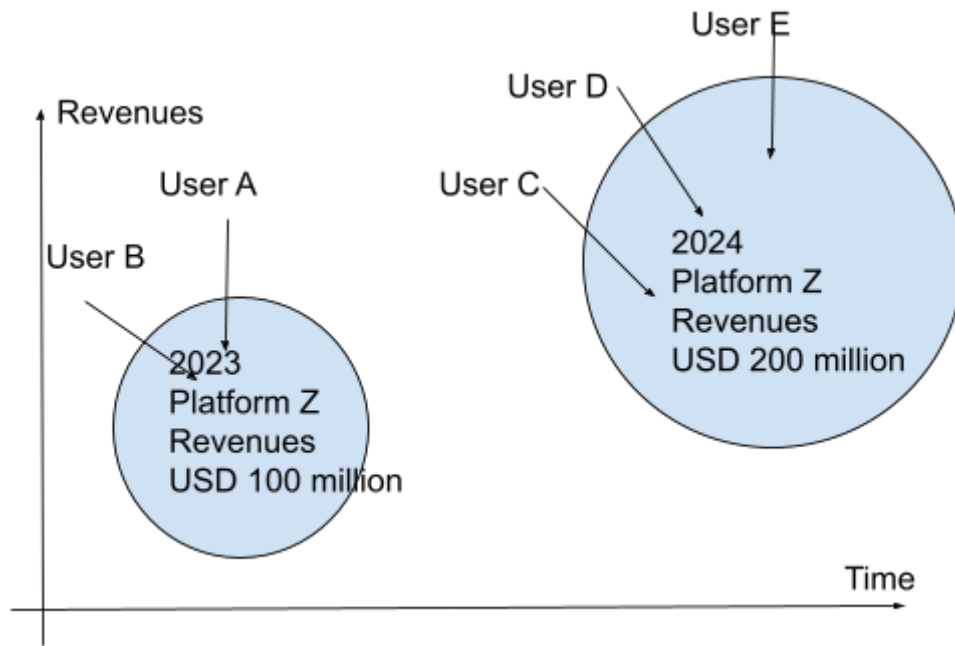 User E
User D
Revenues
User A
User C
User B
2024
Platform Z
Revenues
USD 200 million
2023
Platform Z
Revenues
USD 100 million
Time